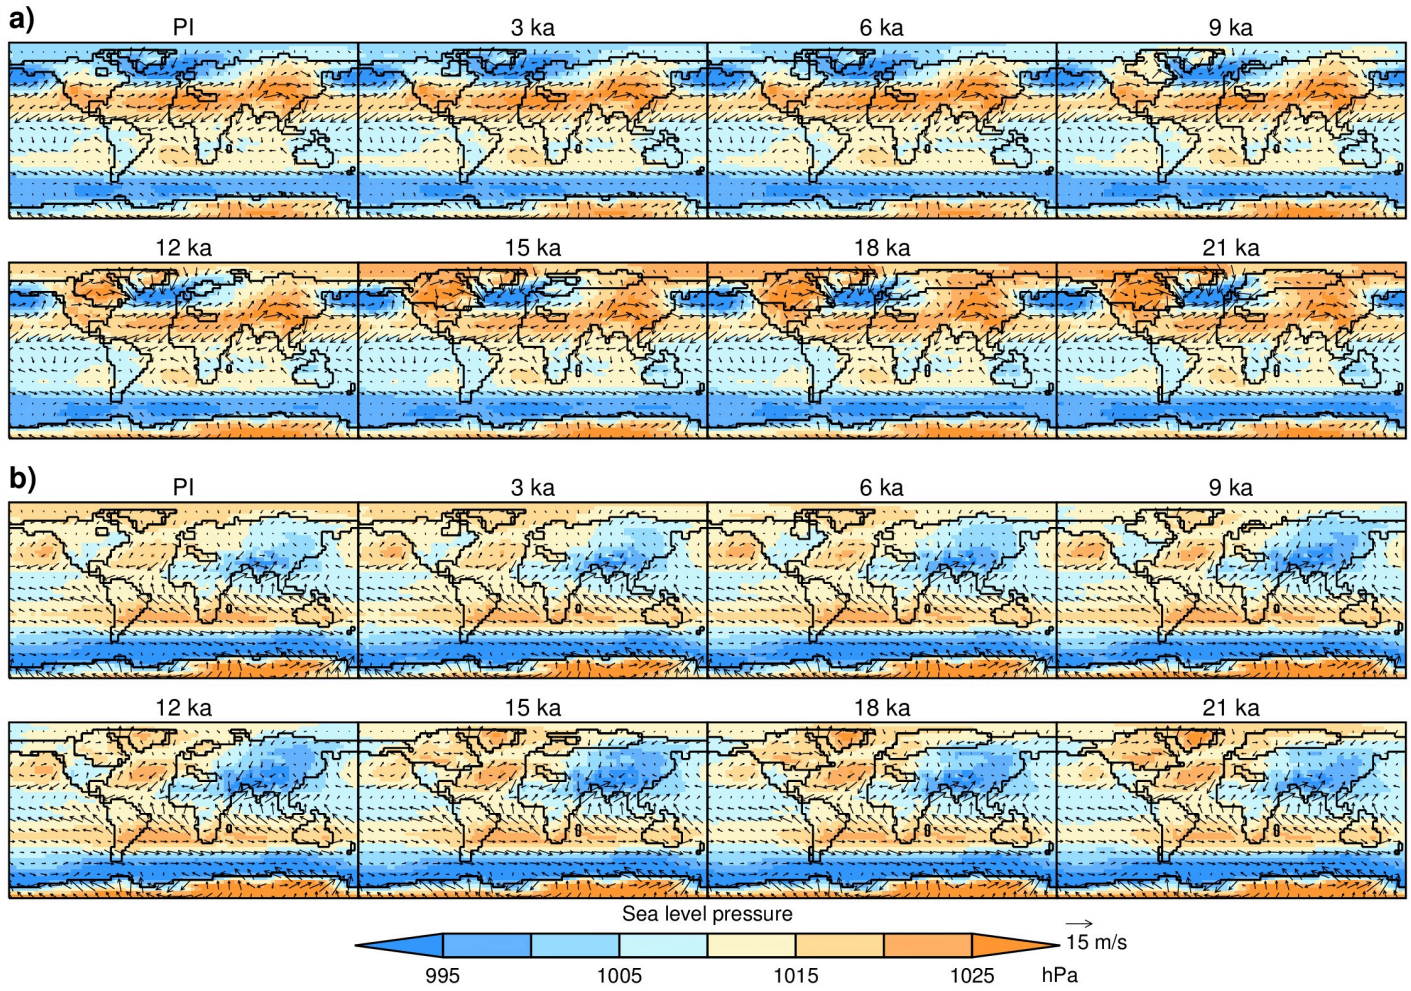 a)
PI 3 ka 6 ka 9 ka
12 ka 15 ka 18 ka 21 ka
b)
PI 3 ka 6 ka 9 ka
12 ka 15 ka 18 ka 21 ka
Sea level pressure
15 m/s
995 1005 1015 1025 hPa